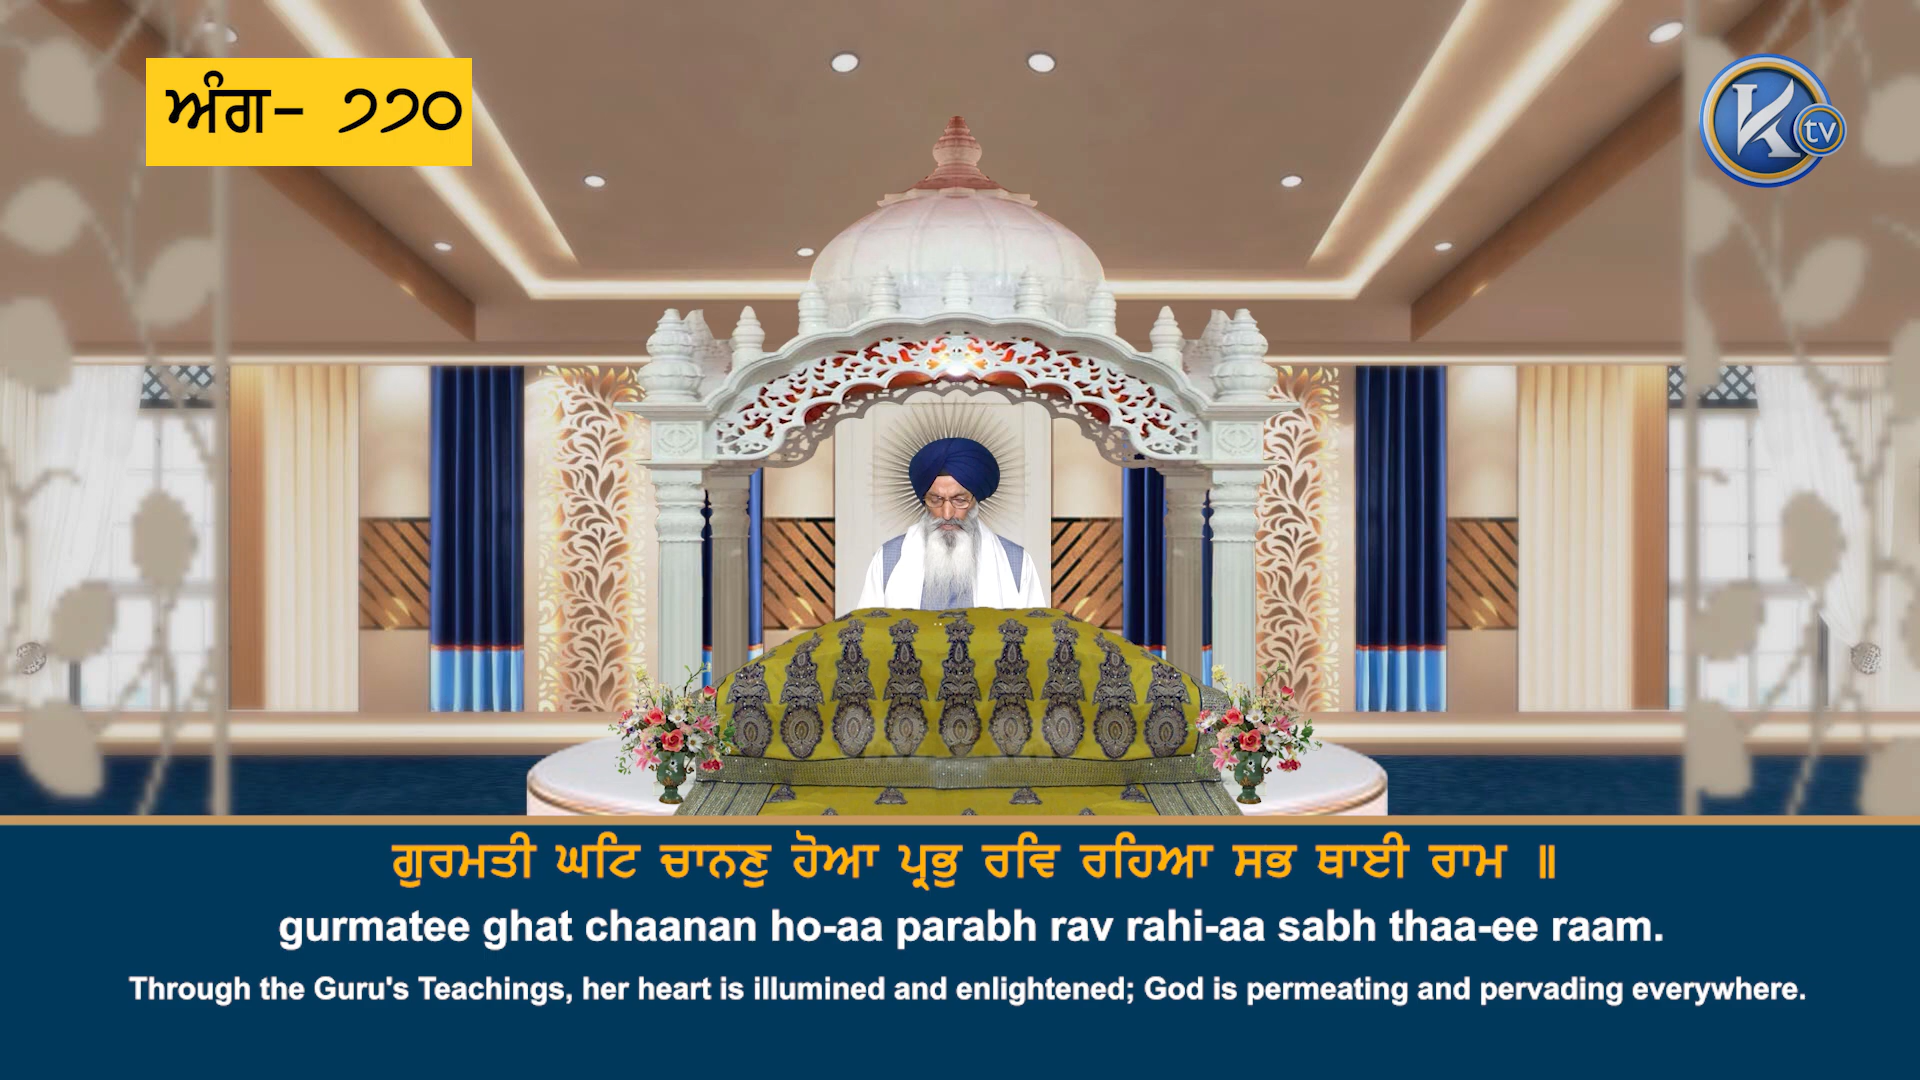 ਅੰਗ- ੭੭੦
K tv
ਗੁਰਮਤੀ ਘਟਿ ਚਾਨਣੁ ਹੋਆ ਪ੍ਰਭੁ ਰਵਿ ਰਹਿਆ ਸਭ ਥਾਈ ਰਾਮ ॥
gurmatee ghat chaanan ho-aa parabh rav rahi-aa sabh thaa-ee raam.
Through the Guru's Teachings, her heart is illumined and enlightened; God is permeating and pervading everywhere.